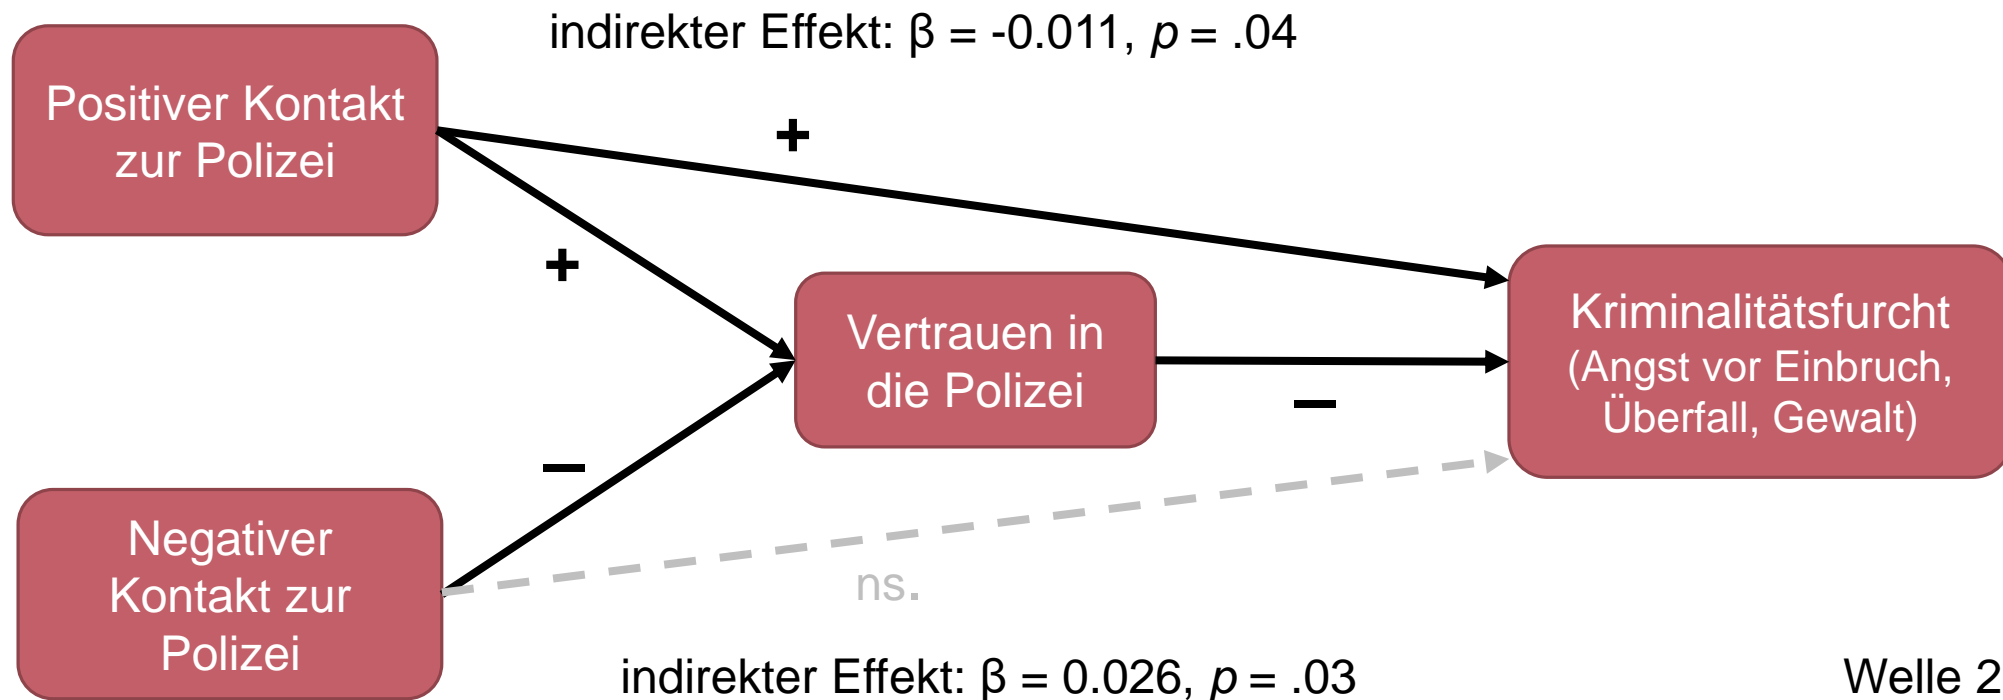 indirekter Effekt: β = -0.011, p = .04
Positiver Kontakt
zur Polizei
+
+
Vertrauen in
die Polizei
Kriminalitätsfurcht
(Angst vor Einbruch,
Überfall, Gewalt)
–
–
Negativer
Kontakt zur
Polizei
ns.
indirekter Effekt: β = 0.026, p = .03
Welle 2